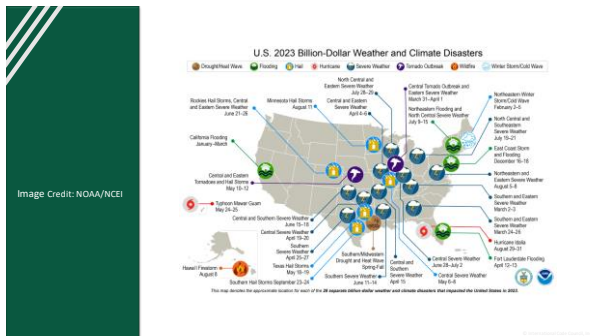 Image Credit: NOAA/NCEI
U.S. 2023 Billion-Dollar Weather and Climate Disasters
Drought/Heat Wave
Flooding
Hail
Hurricane
Severe Weather
Tornado Outbreak
Wildfire
Winter Storm/Cold Wave
North Central and
Eastern Severe Weather
July 28–29
Central Tornado Outbreak and
Eastern Severe Weather
March 31–April 1
Northeastern Winter
Storm/Cold Wave
February 2–5
Rockies Hail Storms, Central
and Eastern Severe Weather
June 21–26
Minnesota Hail Storms
August 11
Central and Eastern
Severe Weather
April 4–6
Northeastern Flooding and
North Central Severe Weather
July 9–15
North Central and
Southeastern
Severe Weather
July 19–21
California Flooding
January–March
East Coast Storm
and Flooding
December 16–18
Central and Eastern
Tornadoes and Hail Storms
May 10–12
Northeastern and Eastern
Severe Weather
August 5–8
Typhoon Mawar Guam
May 24–25
Southern and Eastern
Severe Weather
March 2–3
Central and Southern Severe Weather
June 15–18
Southern and Eastern
Severe Weather
March 24–26
Central Severe Weather
April 19–20
Hurricane Idalia
August 29–31
Southern
Severe Weather
April 25–27
Fort Lauderdale Flooding
April 12–13
Hawaii Firestorm
August 8
Texas Hail Storms
May 18–19
Southern Hail Storms September 23–24
Southern/Midwestern
Drought and Heat Wave
Spring-Fall
Southern Severe Weather
June 11–14
Central and
Southern
Severe Weather
April 15
Central Severe Weather
June 28–July 2
Central Severe Weather
May 6–8
This map denotes the approximate location for each of the 28 separate billion-dollar weather and climate disasters that impacted the United States in 2023.